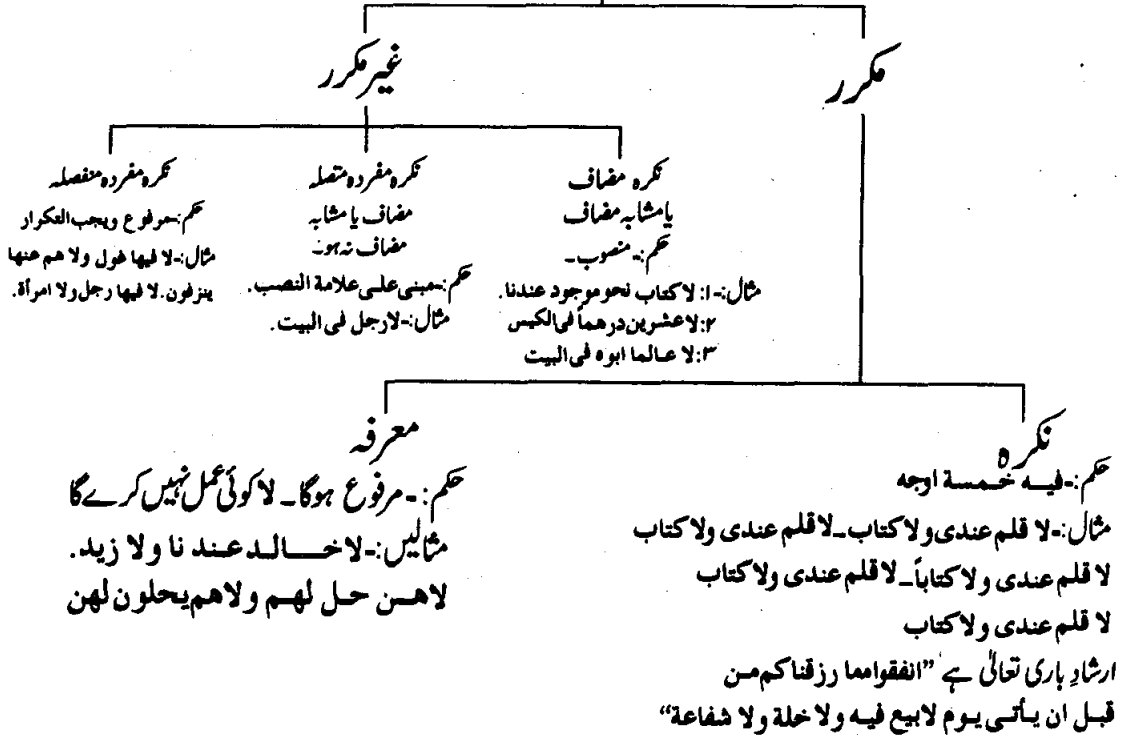 مکرر
غیر مکرر
نکرہ مضاف
یا مشابہ مضاف
حکم:۔ منصوب۔
مثال:۔ ۱: لا کتاب نحو موجود عندنا.
۲: لا عشرین درهماً فی الکیس
۳: لا عالما ابوه فی البیت
نکرہ مفردہ متصلہ
مضاف یا مشابہ
مضاف نہ ہو۔
حکم:۔ مبنی علی علامة النصب.
مثال:۔ لا رجل فی البیت.
نکرہ مفردہ منفصلہ
حکم:۔ مرفوع ویجب التکرار
مثال:۔ لا فیها غول ولا هم عنها
ینزفون. لا فیها رجل ولا امرأة.
نکرہ
حکم:۔ فیه خمسة اوجه
مثال:۔ لا قلم عندی ولا کتاب۔ لا قلم عندی ولا کتاب
لا قلم عندی ولا کتاباً۔ لا قلم عندی ولا کتاب
لا قلم عندی ولا کتاب
ارشادِ باری تعالیٰ ہے ”انفقوا مما رزقناکم من
قبل ان یأتی یوم لا بیع فیه ولا خلة ولا شفاعة“
معرفہ
حکم:۔ مرفوع ہوگا۔ لا کوئی عمل نہیں کرے گا
مثالیں:۔ لا خالد عندنا ولا زید.
لا هن حل لهم ولا هم یحلون لهن